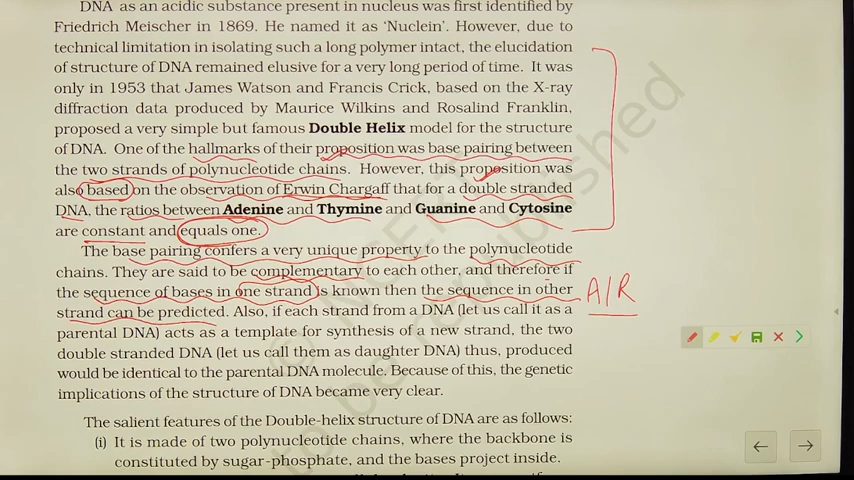 DNA as an acidic substance present in nucleus was first identified by
Friedrich Meischer in 1869. He named it as ‘Nuclein’. However, due to
technical limitation in isolating such a long polymer intact, the elucidation
of structure of DNA remained elusive for a very long period of time. It was
only in 1953 that James Watson and Francis Crick, based on the X-ray
diffraction data produced by Maurice Wilkins and Rosalind Franklin,
proposed a very simple but famous Double Helix model for the structure
of DNA. One of the hallmarks of their proposition was base pairing between
the two strands of polynucleotide chains. However, this proposition was
also based on the observation of Erwin Chargaff that for a double stranded
DNA, the ratios between Adenine and Thymine and Guanine and Cytosine
are constant and equals one.
The base pairing confers a very unique property to the polynucleotide
chains. They are said to be complementary to each other, and therefore if
the sequence of bases in one strand is known then the sequence in other
strand can be predicted. Also, if each strand from a DNA (let us call it as a
parental DNA) acts as a template for synthesis of a new strand, the two
double stranded DNA (let us call them as daughter DNA) thus, produced
would be identical to the parental DNA molecule. Because of this, the genetic
implications of the structure of DNA became very clear.
The salient features of the Double-helix structure of DNA are as follows:
(i) It is made of two polynucleotide chains, where the backbone is
constituted by sugar-phosphate, and the bases project inside.
A/R
© NCERT
to be republished